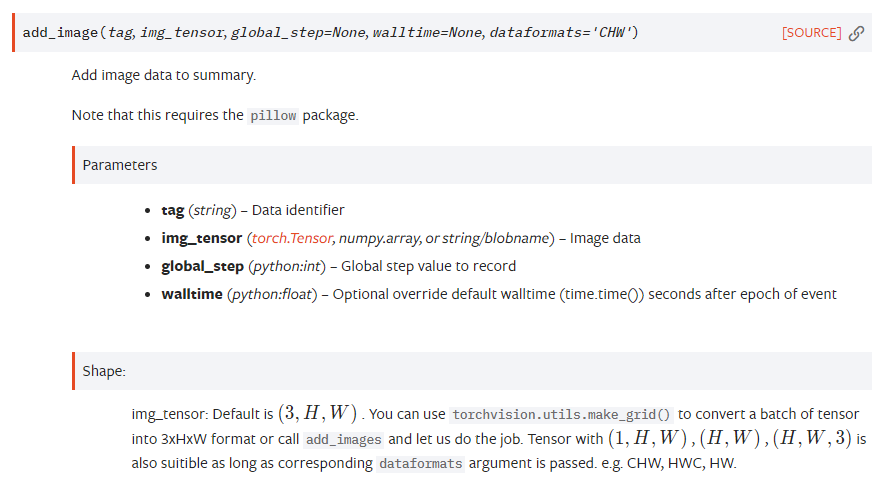 add_image(tag, img_tensor, global_step=None, walltime=None, dataformats='CHW') [SOURCE]
Add image data to summary.
Note that this requires the pillow package.
Parameters
• tag (string) – Data identifier
• img_tensor (torch.Tensor, numpy.array, or string/blobname) – Image data
• global_step (python:int) – Global step value to record
• walltime (python:float) – Optional override default walltime (time.time()) seconds after epoch of event
Shape:
img_tensor: Default is (3, H, W) . You can use torchvision.utils.make_grid() to convert a batch of tensor
into 3xHxW format or call add_images and let us do the job. Tensor with (1, H, W) , (H, W) , (H, W, 3) is
also suitible as long as corresponding dataformats argument is passed. e.g. CHW, HWC, HW.